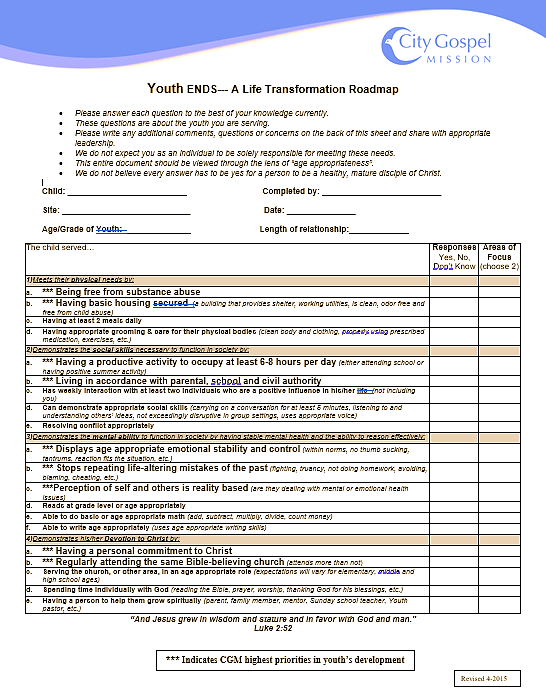 City Gospel
MISSION
Youth ENDS--- A Life Transformation Roadmap
• Please answer each question to the best of your knowledge currently.
• These questions are about the youth you are serving.
• Please write any additional comments, questions or concerns on the back of this sheet and share with appropriate
leadership.
• We do not expect you as an individual to be solely responsible for meeting these needs.
• This entire document should be viewed through the lens of "age appropriateness".
• We do not believe every answer has to be yes for a person to be a healthy, mature disciple of Christ.
Child: ________________________ Completed by: ________________________
Site: __________________________ Date: ______________
Age/Grade of Youth:______________ Length of relationship:____________
The child served… Responses Areas of
Yes, No, Focus
Don't Know (choose 2)
1)Meets their physical needs by:
a. *** Being free from substance abuse
b. *** Having basic housing secured (a building that provides shelter, working utilities, is clean, odor free and
free from child abuse)
c. Having at least 2 meals daily
d. Having appropriate grooming & care for their physical bodies (clean body and clothing, properly using prescribed
medication, exercises, etc.)
2)Demonstrates the social skills necessary to function in society by:
a. *** Having a productive activity to occupy at least 6-8 hours per day (either attending school or
having positive summer activity)
b. *** Living in accordance with parental, school and civil authority
c. Has weekly interaction with at least two individuals who are a positive influence in his/her life (not including
you)
d. Can demonstrate appropriate social skills (carrying on a conversation for at least 5 minutes, listening to and
understanding others' ideas, not exceedingly disruptive in group settings, uses appropriate voice)
e. Resolving conflict appropriately
3)Demonstrates the mental ability to function in society by having stable mental health and the ability to reason effectively:
a. *** Displays age appropriate emotional stability and control (within norms, no thumb sucking,
tantrums, reaction fits the situation, etc.)
b. *** Stops repeating life-altering mistakes of the past (fighting, truancy, not doing homework, avoiding,
blaming, cheating, etc.)
c. ***Perception of self and others is reality based (are they dealing with mental or emotional health
issues)
d. Reads at grade level or age appropriately
e. Able to do basic or age appropriate math (add, subtract, multiply, divide, count money)
f. Able to write age appropriately (uses age appropriate writing skills)
4)Demonstrates his/her Devotion to Christ by:
a. *** Having a personal commitment to Christ
b. *** Regularly attending the same Bible-believing church (attends more than not)
c. Serving the church, or other area, in an age appropriate role (expectations will vary for elementary, middle and
high school ages)
d. Spending time individually with God (reading the Bible, prayer, worship, thanking God for his blessings, etc.)
e. Having a person to help them grow spiritually (parent, family member, mentor, Sunday school teacher, Youth
pastor, etc.)
"And Jesus grew in wisdom and stature and in favor with God and man."
Luke 2:52
*** Indicates CGM highest priorities in youth's development
Revised 4-2015